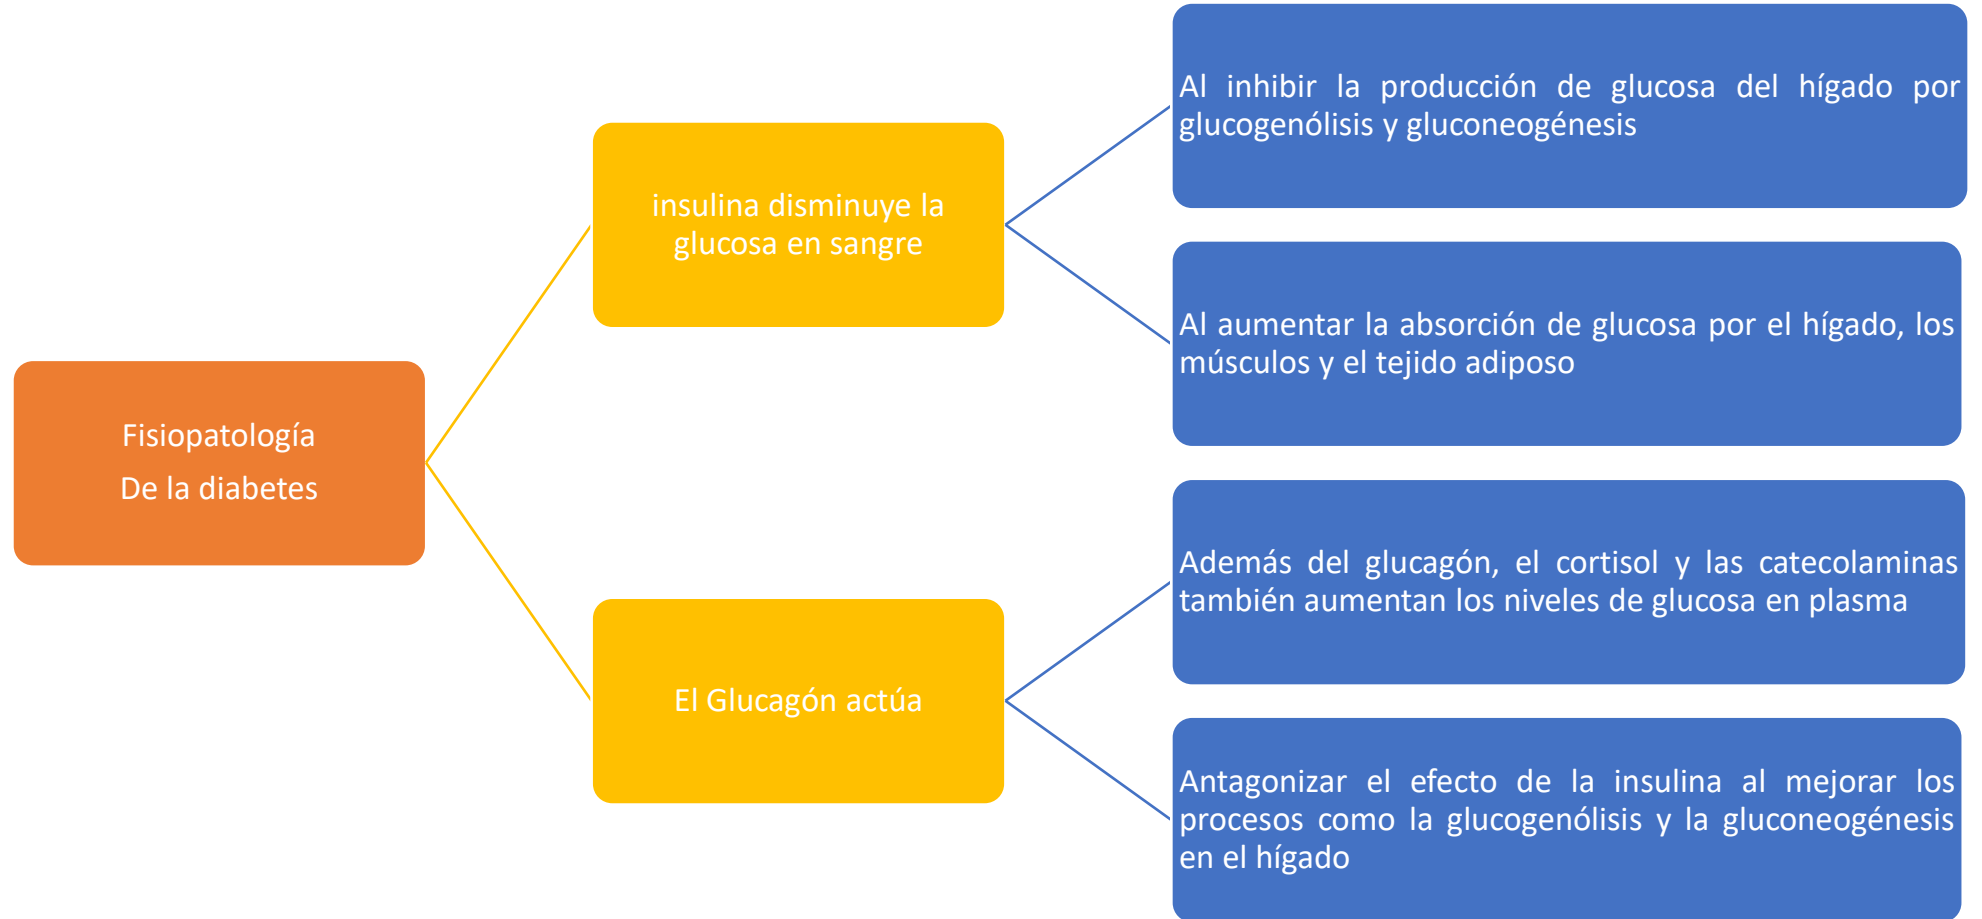 Fisiopatología
De la diabetes
insulina disminuye la
glucosa en sangre
El Glucagón actúa
Al inhibir la producción de glucosa del hígado por
glucogenólisis y gluconeogénesis
Al aumentar la absorción de glucosa por el hígado, los
músculos y el tejido adiposo
Además del glucagón, el cortisol y las catecolaminas
también aumentan los niveles de glucosa en plasma
Antagonizar el efecto de la insulina al mejorar los
procesos como la glucogenólisis y la gluconeogénesis
en el hígado